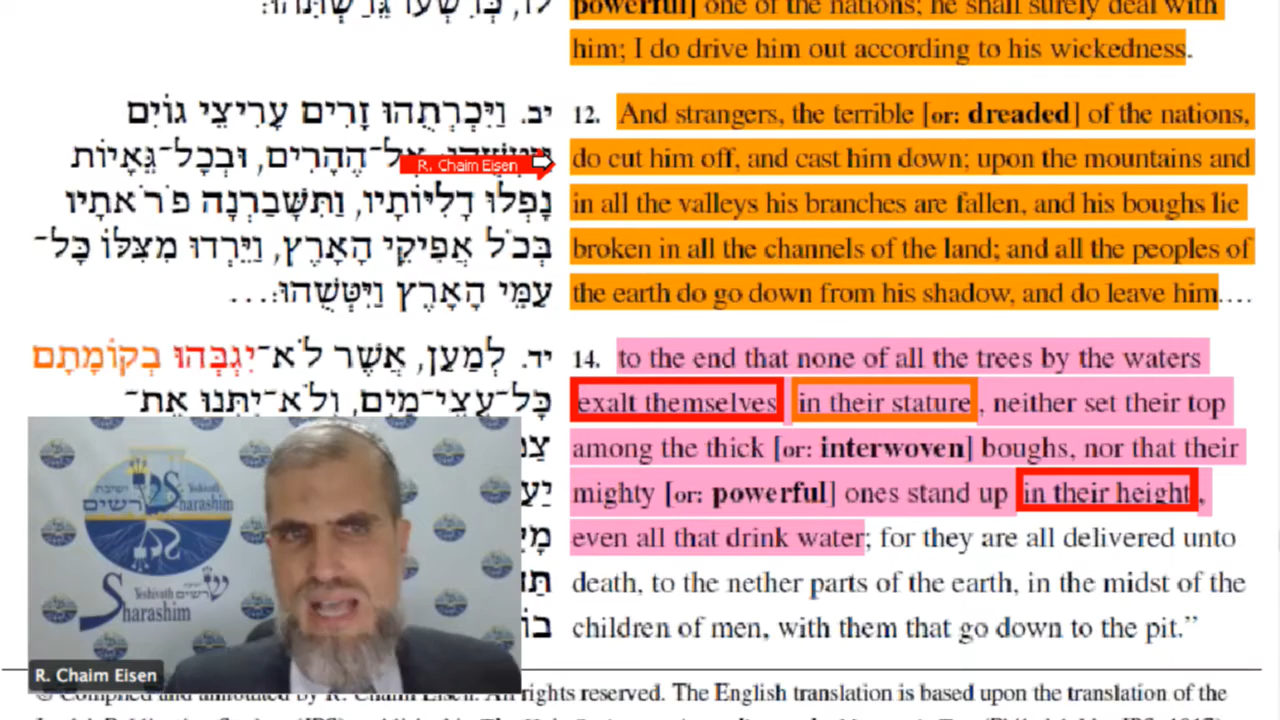 לו, כְּרִשְׁעוֹ גֵּרַשְׁתִּהוּ:
powerful] one of the nations; he shall surely deal with
him; I do drive him out according to his wickedness.
יב. וַיִּכְרְתֻהוּ זָרִים עָרִיצֵי גוֹיִם
אֶל־הֶהָרִים, וּבְכָל־גֵּאָיוֹת
נָפְלוּ דָלִיּוֹתָיו, וַתִּשָּׁבַרְנָה פֹרֹאתָיו
בְּכֹל אֲפִיקֵי הָאָרֶץ, וַיֵּרְדוּ מִצִּלּוֹ כָּל־
עַמֵּי הָאָרֶץ וַיִּטְּשֻׁהוּ:...
R. Chaim Eisen
12. And strangers, the terrible [or: dreaded] of the nations,
do cut him off, and cast him down; upon the mountains and
in all the valleys his branches are fallen, and his boughs lie
broken in all the channels of the land; and all the peoples of
the earth do go down from his shadow, and do leave him....
יד. לְמַעַן, אֲשֶׁר לֹא־יִגְבְּהוּ בְקוֹמָתָם
כָּל־עֲצֵי־מַיִם, וְלֹא־יִתְּנוּ אֶת־
14. to the end that none of all the trees by the waters
exalt themselves in their stature, neither set their top
among the thick [or: interwoven] boughs, nor that their
mighty [or: powerful] ones stand up in their height,
even all that drink water; for they are all delivered unto
death, to the nether parts of the earth, in the midst of the
children of men, with them that go down to the pit.”
ישיבת
שרשים
Yeshivath
Sharashim
Yeshivath שרשים
Sharashim
R. Chaim Eisen
© Compiled and annotated by R. Chaim Eisen. All rights reserved. The English translation is based upon the translation of the